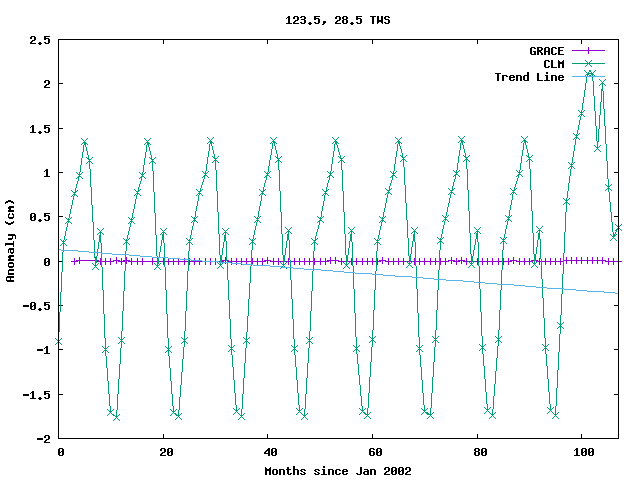 123.5, 28.5 TWS
GRACE
CLM
Trend Line
2.5
2
1.5
1
0.5
0
-0.5
-1
-1.5
-2
Anomaly (cm)
0 20 40 60 80 100
Months since Jan 2002